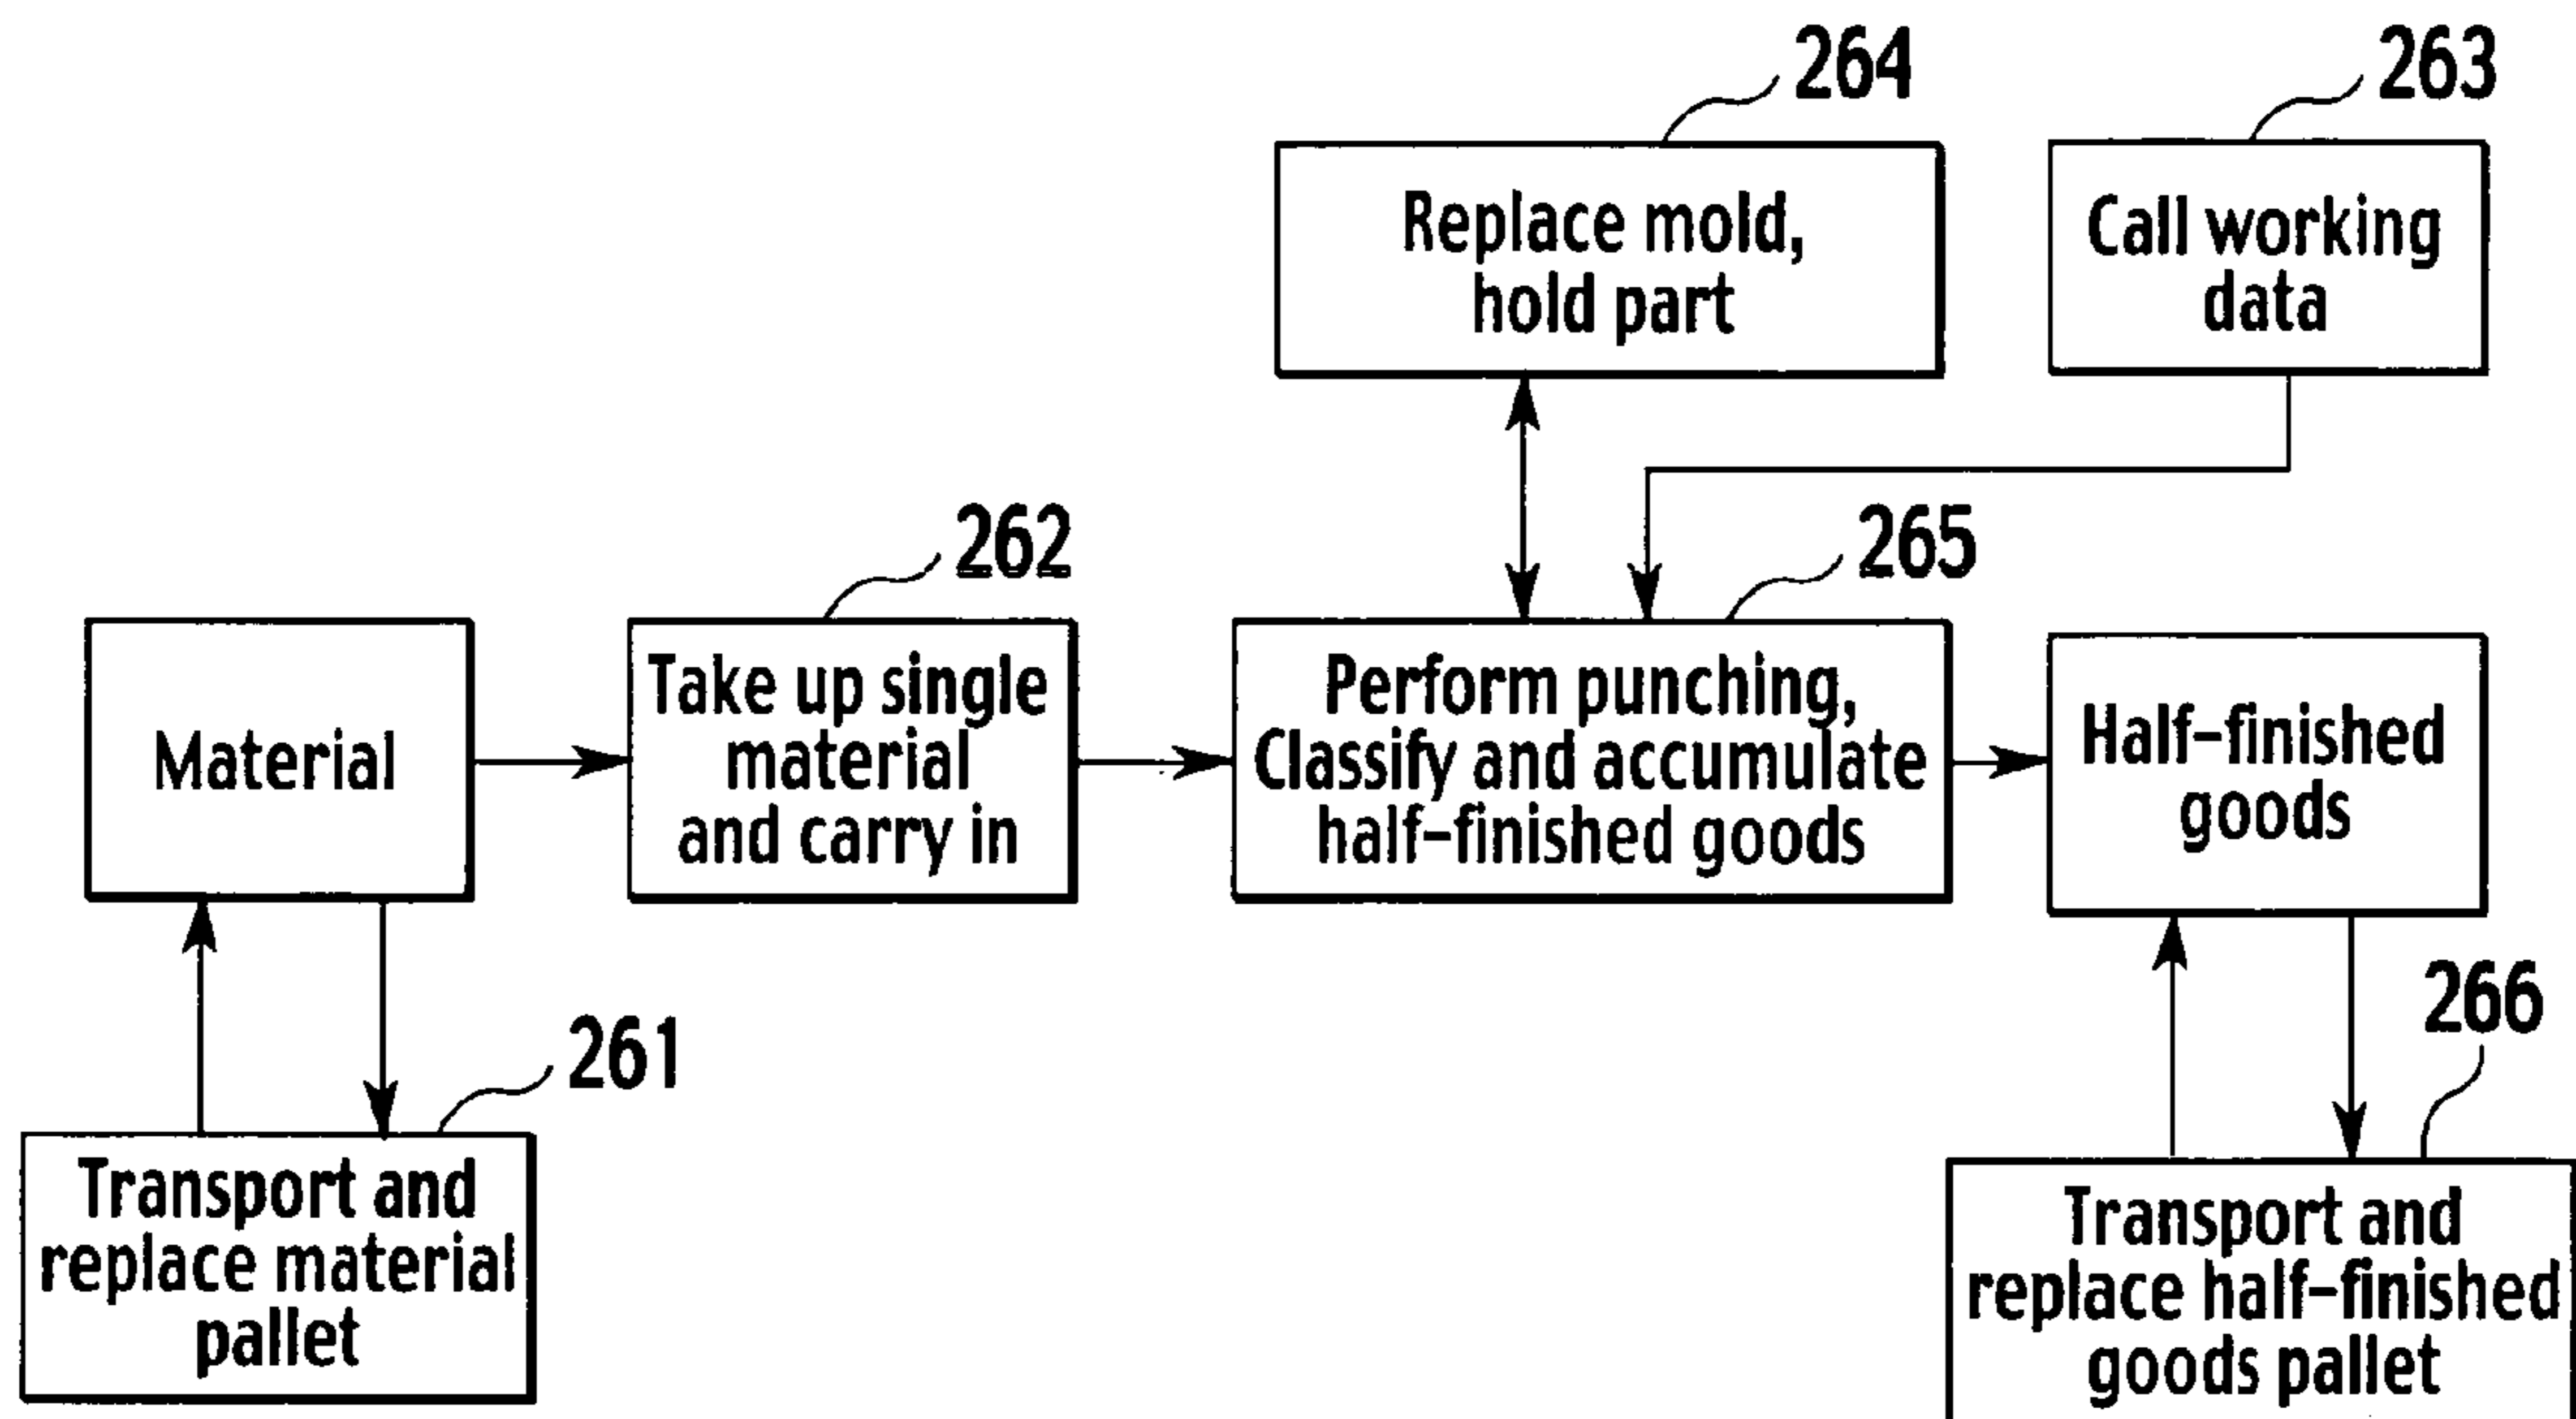 264
263
Replace mold,
hold part
Call working
data
262
265
Material
Take up single
material
and carry in
Perform punching,
Classify and accumulate
half-finished goods
Half-finished
goods
261
266
Transport and
replace material
pallet
Transport and
replace half-finished
goods pallet